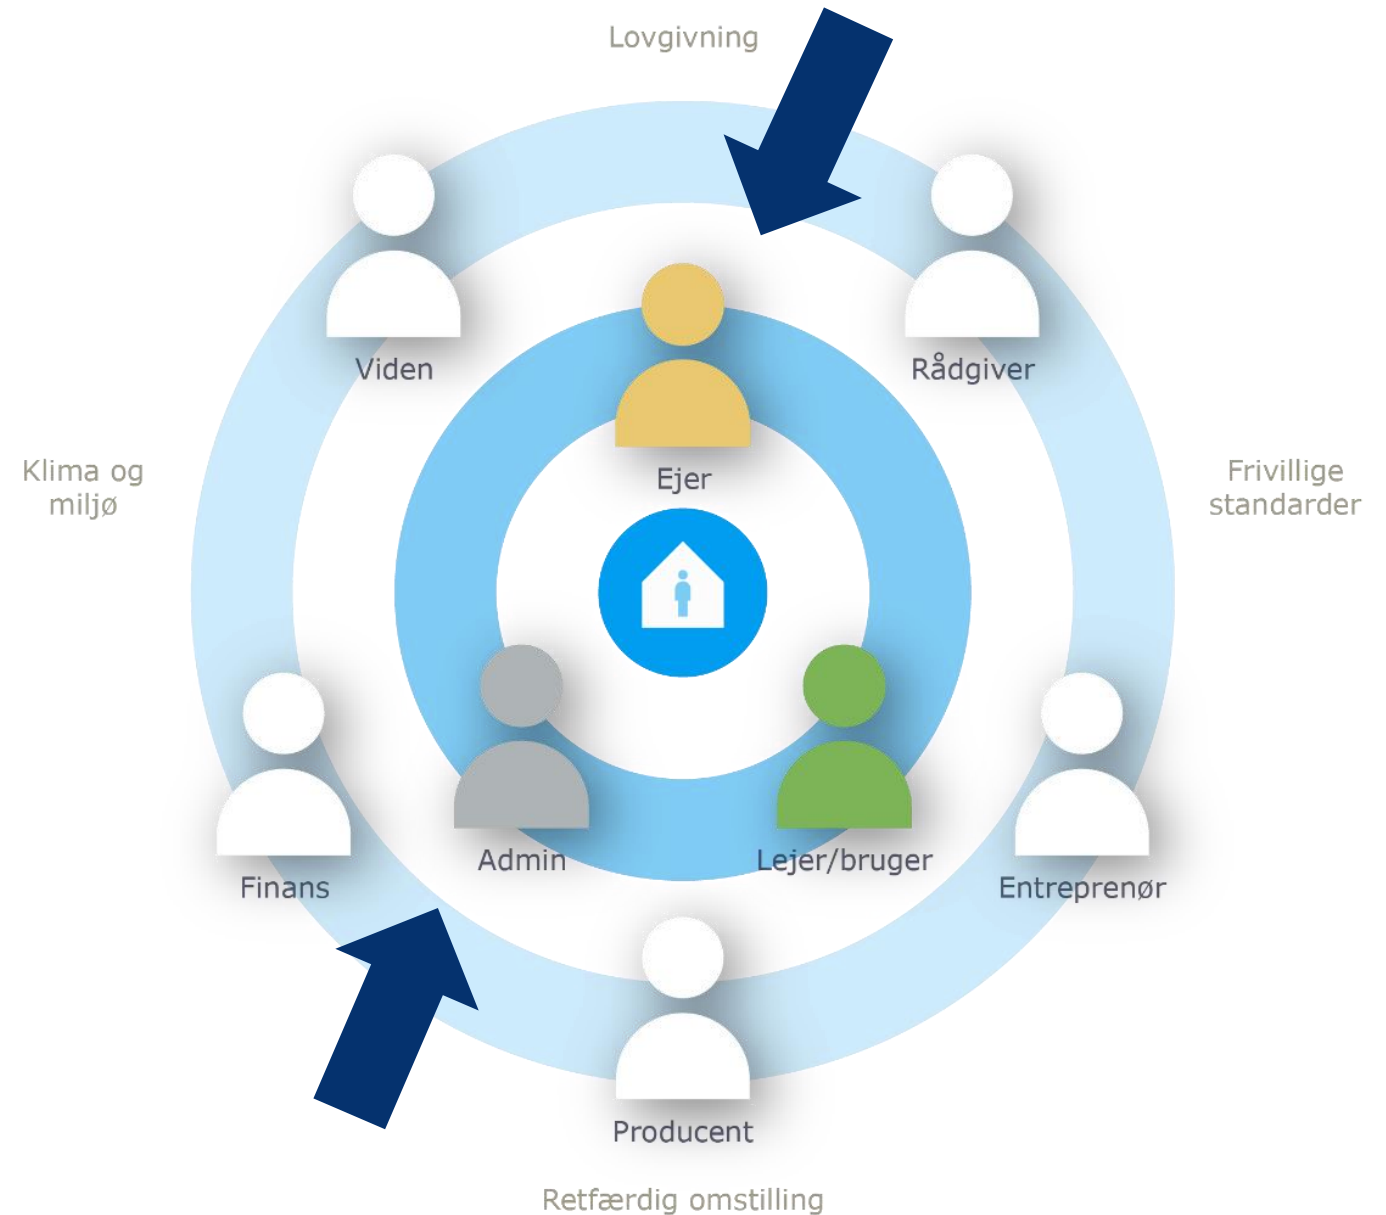 Lovgivning
Viden
Rådgiver
Klima og
miljø
Ejer
Frivillige
standarder
Admin
Lejer/bruger
Finans
Entreprenør
Producent
Retfærdig omstilling